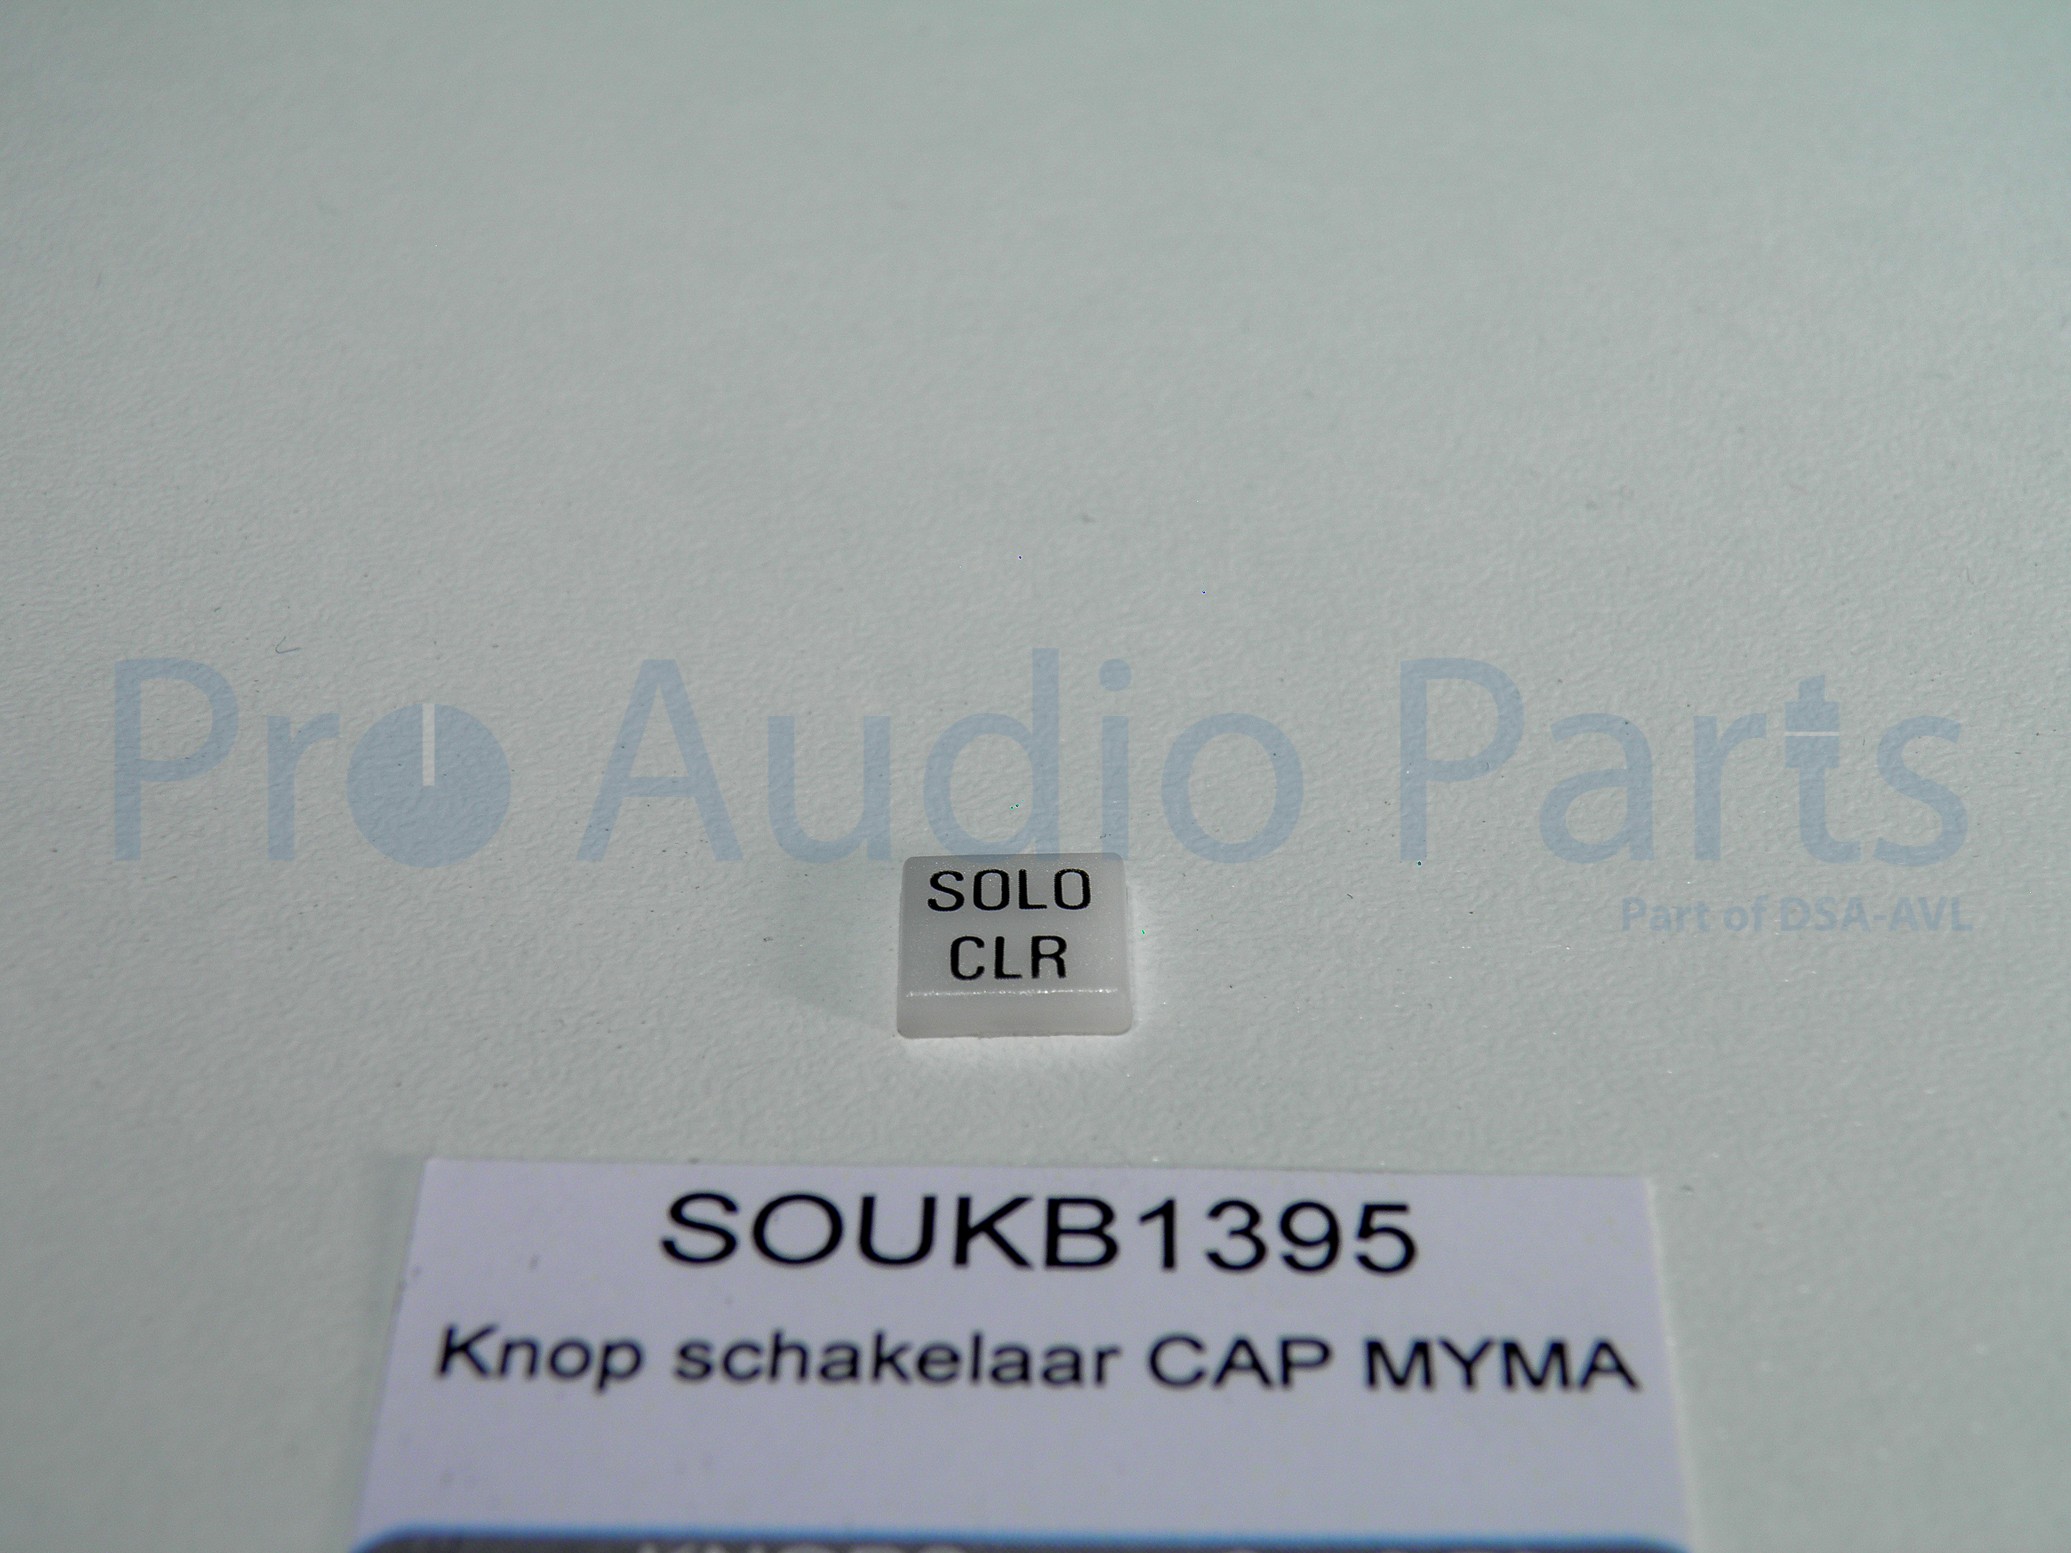 Pro Audio Parts
Part of DSA-AVL
SOLO
CLR
SOUKB1395
Knop schakelaar CAP MYMA